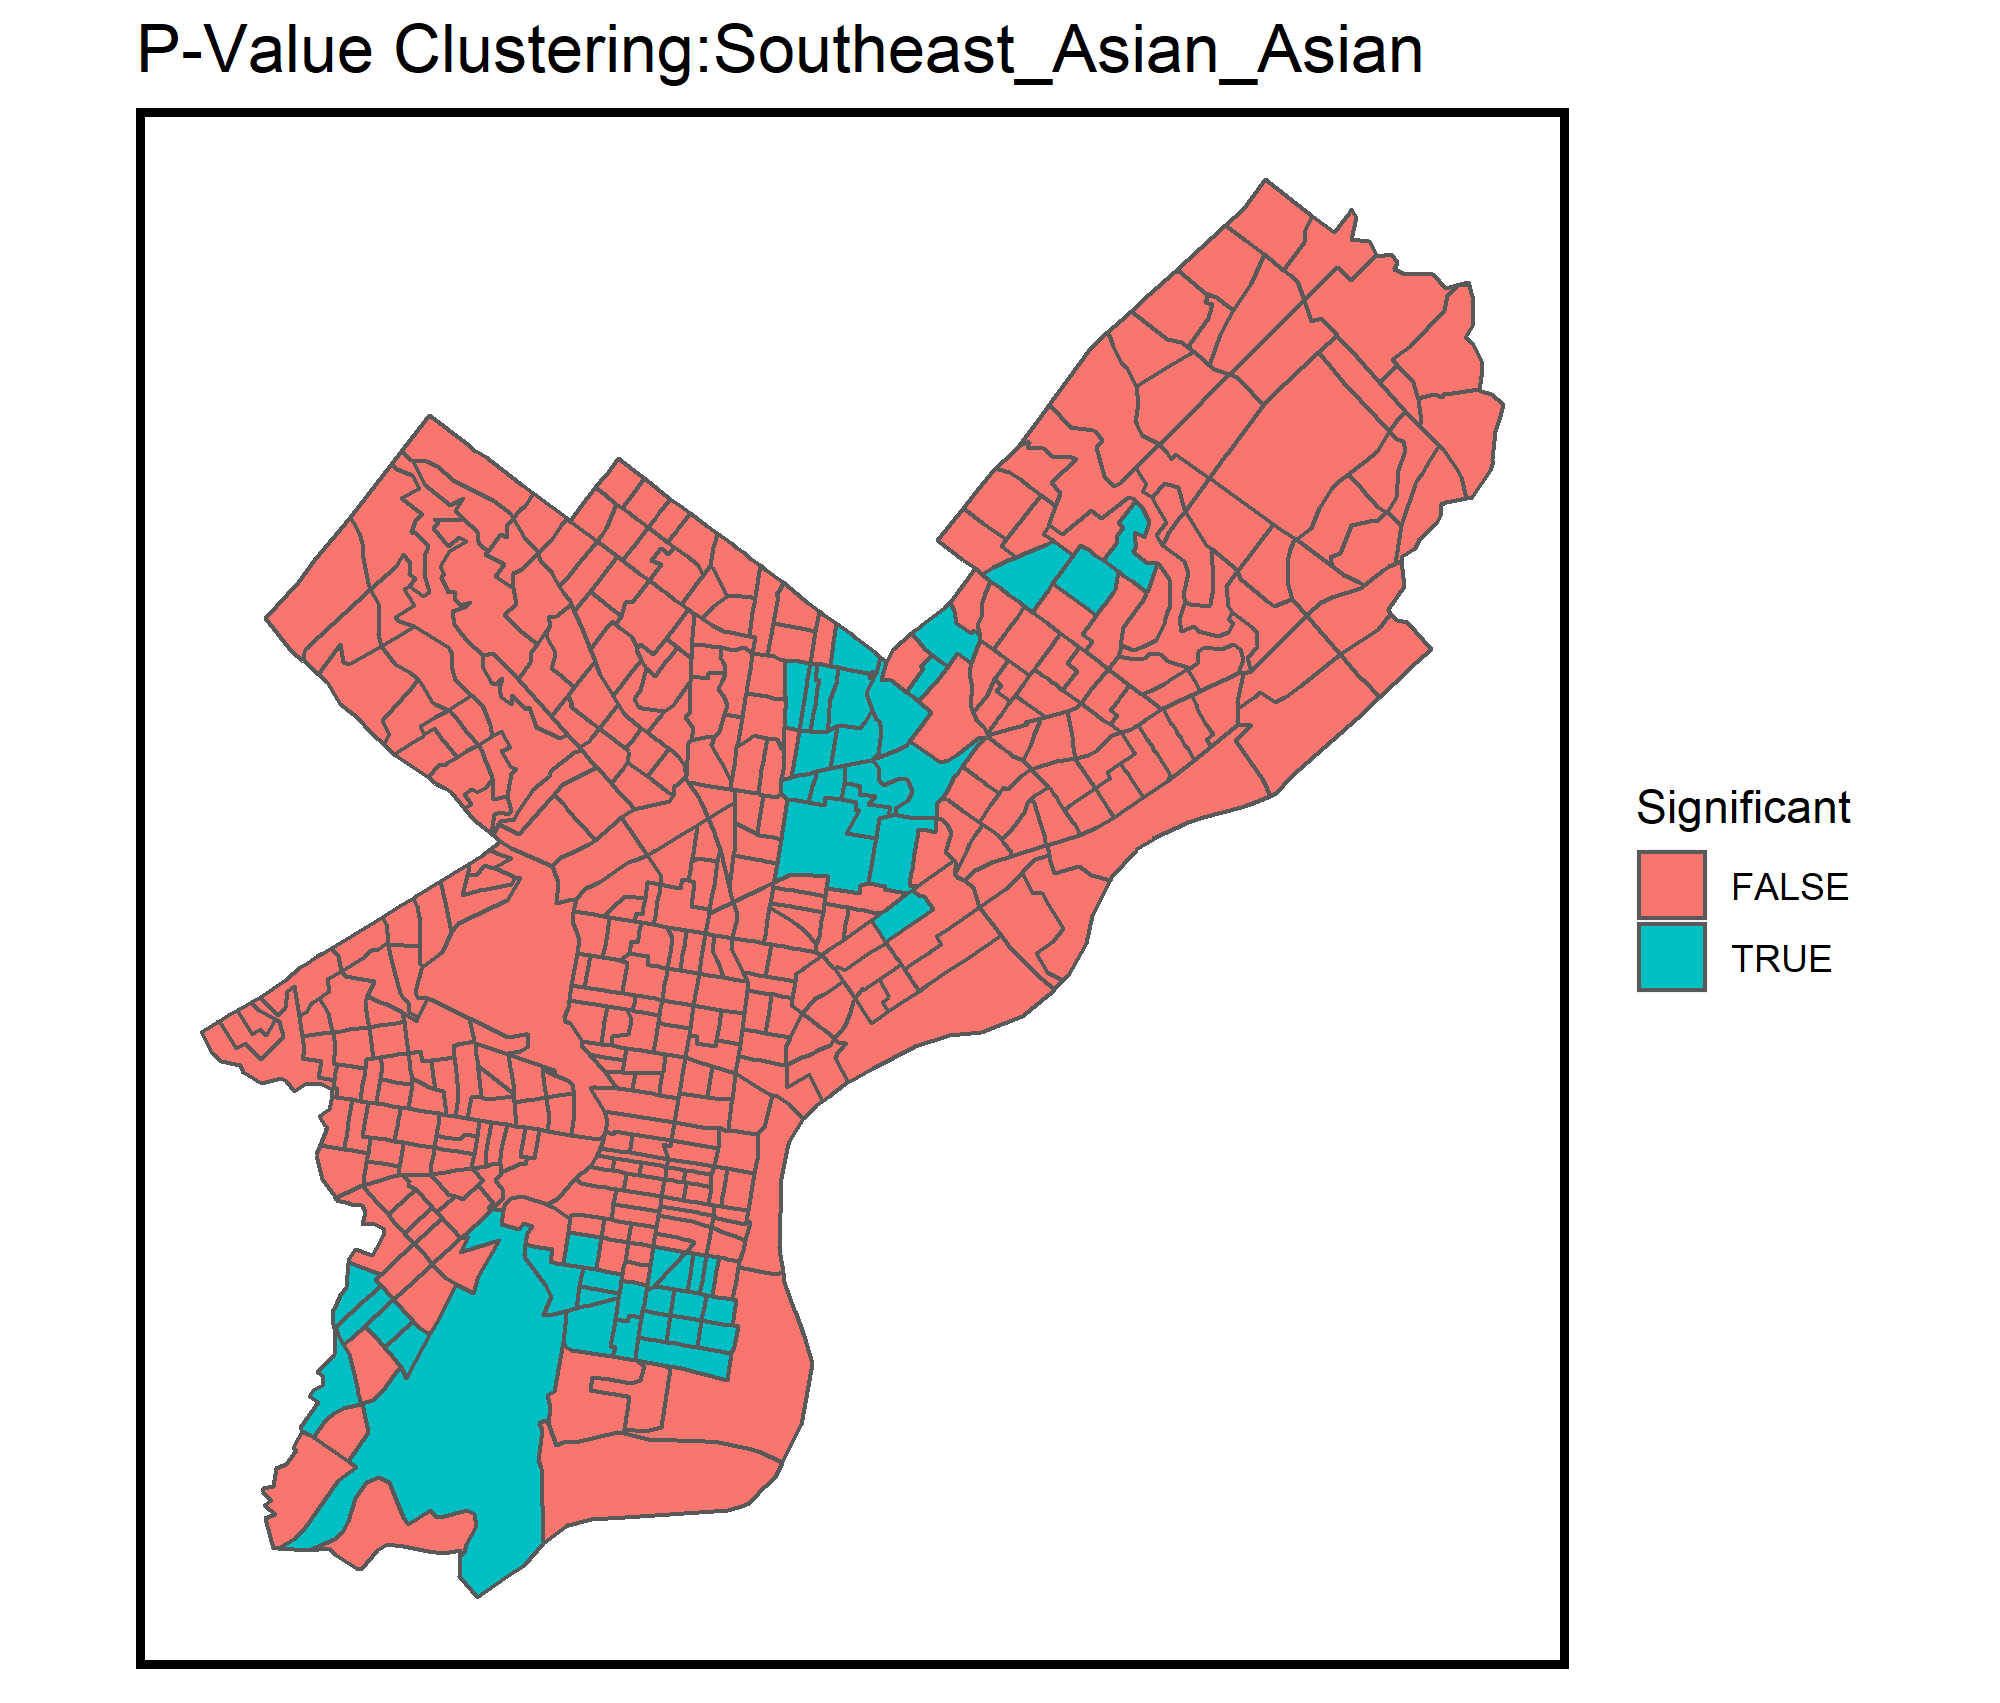 P-Value Clustering:Southeast_Asian_Asian
Significant
FALSE
TRUE